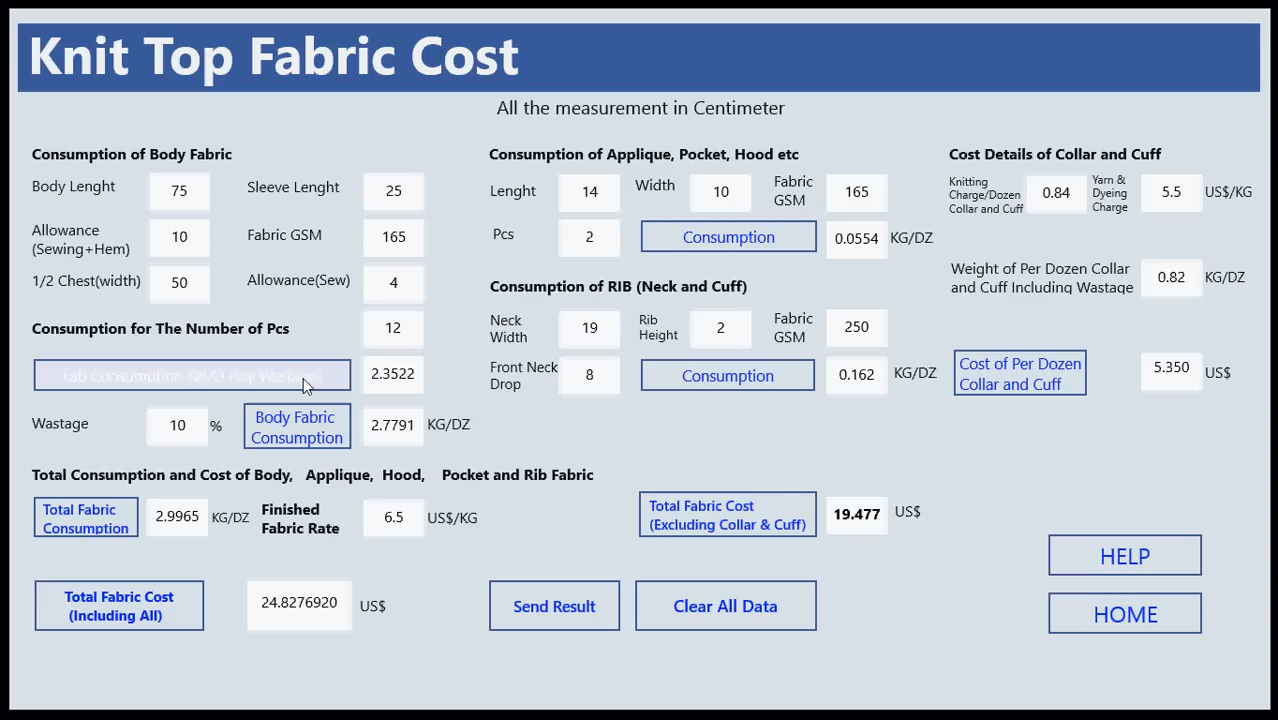 Knit Top Fabric Cost
All the measurement in Centimeter
Consumption of Body Fabric
Body Lenght 75 Sleeve Lenght 25
Allowance
(Sewing+Hem) 10 Fabric GSM 165
1/2 Chest(width) 50 Allowance(Sew) 4
Consumption for The Number of Pcs 12
Fab Consumption (W/O Any Wastage) 2.3522
Wastage 10 % Body Fabric
Consumption 2.7791 KG/DZ
Consumption of Applique, Pocket, Hood etc
Lenght 14 Width 10 Fabric
GSM 165
Pcs 2 Consumption 0.0554 KG/DZ
Consumption of RIB (Neck and Cuff)
Neck
Width 19 Rib
Height 2 Fabric
GSM 250
Front Neck
Drop 8 Consumption 0.162 KG/DZ
Cost Details of Collar and Cuff
Knitting
Charge/Dozen
Collar and Cuff 0.84 Yarn &
Dyeing
Charge 5.5 US$/KG
Weight of Per Dozen Collar
and Cuff Including Wastage 0.82 KG/DZ
Cost of Per Dozen
Collar and Cuff 5.350 US$
Total Consumption and Cost of Body, Applique, Hood, Pocket and Rib Fabric
Total Fabric
Consumption 2.9965 KG/DZ Finished
Fabric Rate 6.5 US$/KG
Total Fabric Cost
(Excluding Collar & Cuff) 19.477 US$
Total Fabric Cost
(Including All) 24.8276920 US$
Send Result Clear All Data
HELP
HOME